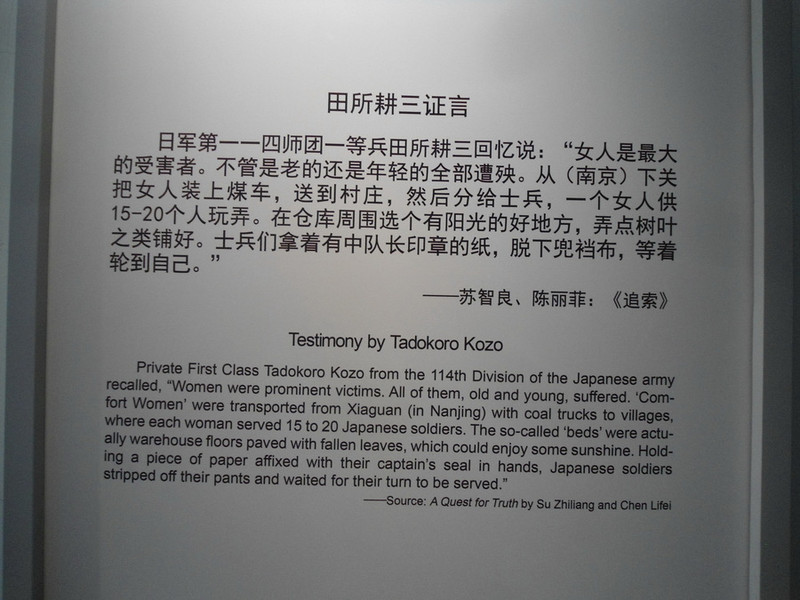 田所耕三证言
日军第一一四师团一等兵田所耕三回忆说：“女人是最大
的受害者。不管是老的还是年轻的全部遭殃。从（南京）下关
把女人装上煤车，送到村庄，然后分给士兵，一个女人供
15-20个人玩弄。在仓库周围选个有阳光的好地方，弄点树叶
之类铺好。士兵们拿着有中队长印章的纸，脱下兜裆布，等着
轮到自己。”
——苏智良、陈丽菲：《追索》
Testimony by Tadokoro Kozo
Private First Class Tadokoro Kozo from the 114th Division of the Japanese army
recalled, “Women were prominent victims. All of them, old and young, suffered. ‘Com-
fort Women’ were transported from Xiaguan (in Nanjing) with coal trucks to villages,
where each woman served 15 to 20 Japanese soldiers. The so-called ‘beds’ were actu-
ally warehouse floors paved with fallen leaves, which could enjoy some sunshine. Hold-
ing a piece of paper affixed with their captain’s seal in hands, Japanese soldiers
stripped off their pants and waited for their turn to be served.”
——Source: A Quest for Truth by Su Zhiliang and Chen Lifei